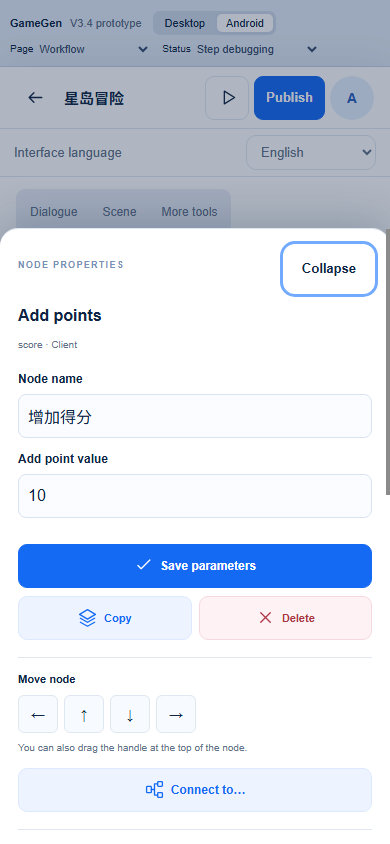 GameGen V3.4 prototype Desktop Android
Page Workflow Status Step debugging
← 星岛冒险 Publish A
Interface language English
Dialogue Scene More tools
NODE PROPERTIES Collapse
Add points
score · Client
Node name
增加得分
Add point value
10
Save parameters
Copy Delete
Move node
← ↑ ↓ →
You can also drag the handle at the top of the node.
Connect to...